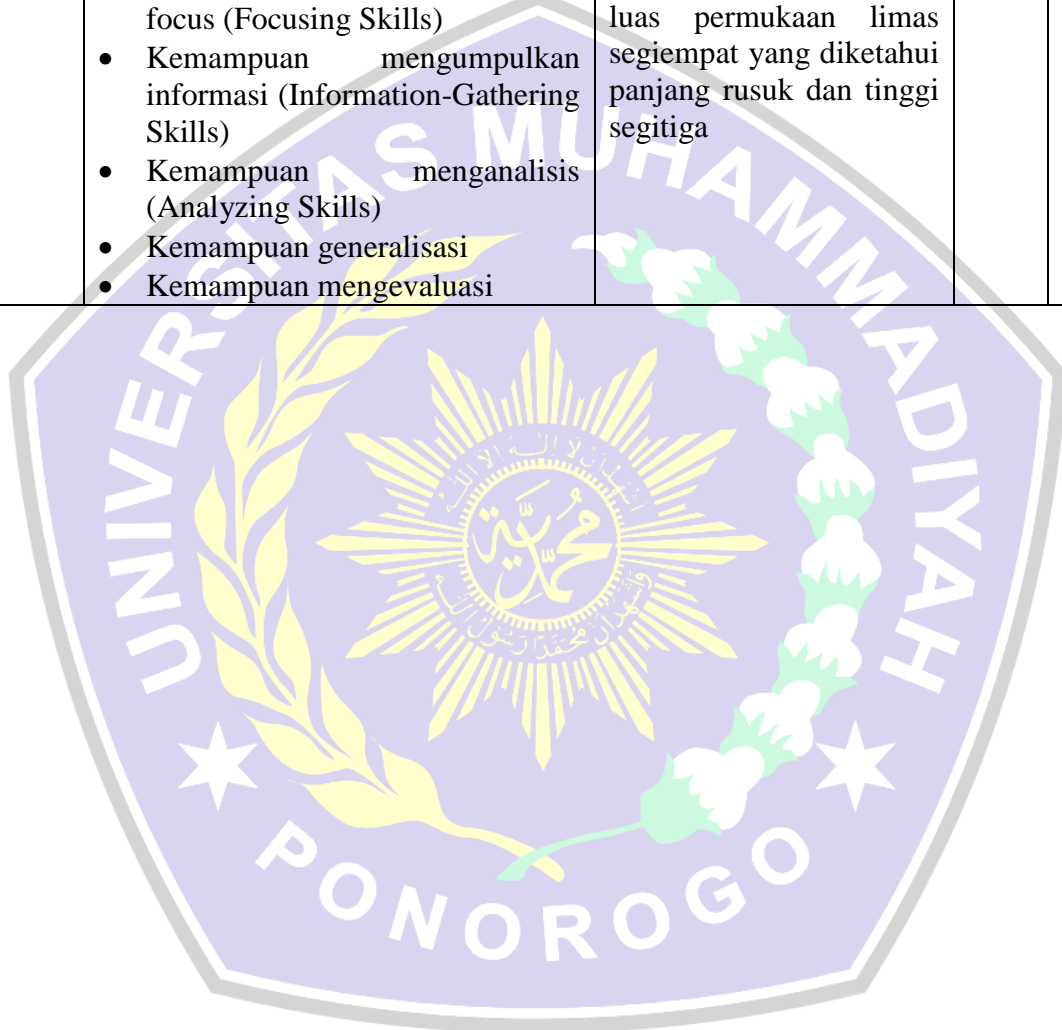 focus (Focusing Skills)
• Kemampuan mengumpulkan
informasi (Information-Gathering
Skills)
• Kemampuan menganalisis
(Analyzing Skills)
• Kemampuan generalisasi
• Kemampuan mengevaluasi
luas permukaan limas
segiempat yang diketahui
panjang rusuk dan tinggi
segitiga
UNIVERSITAS MUHAMMADIYAH
PONOROGO
محمدية